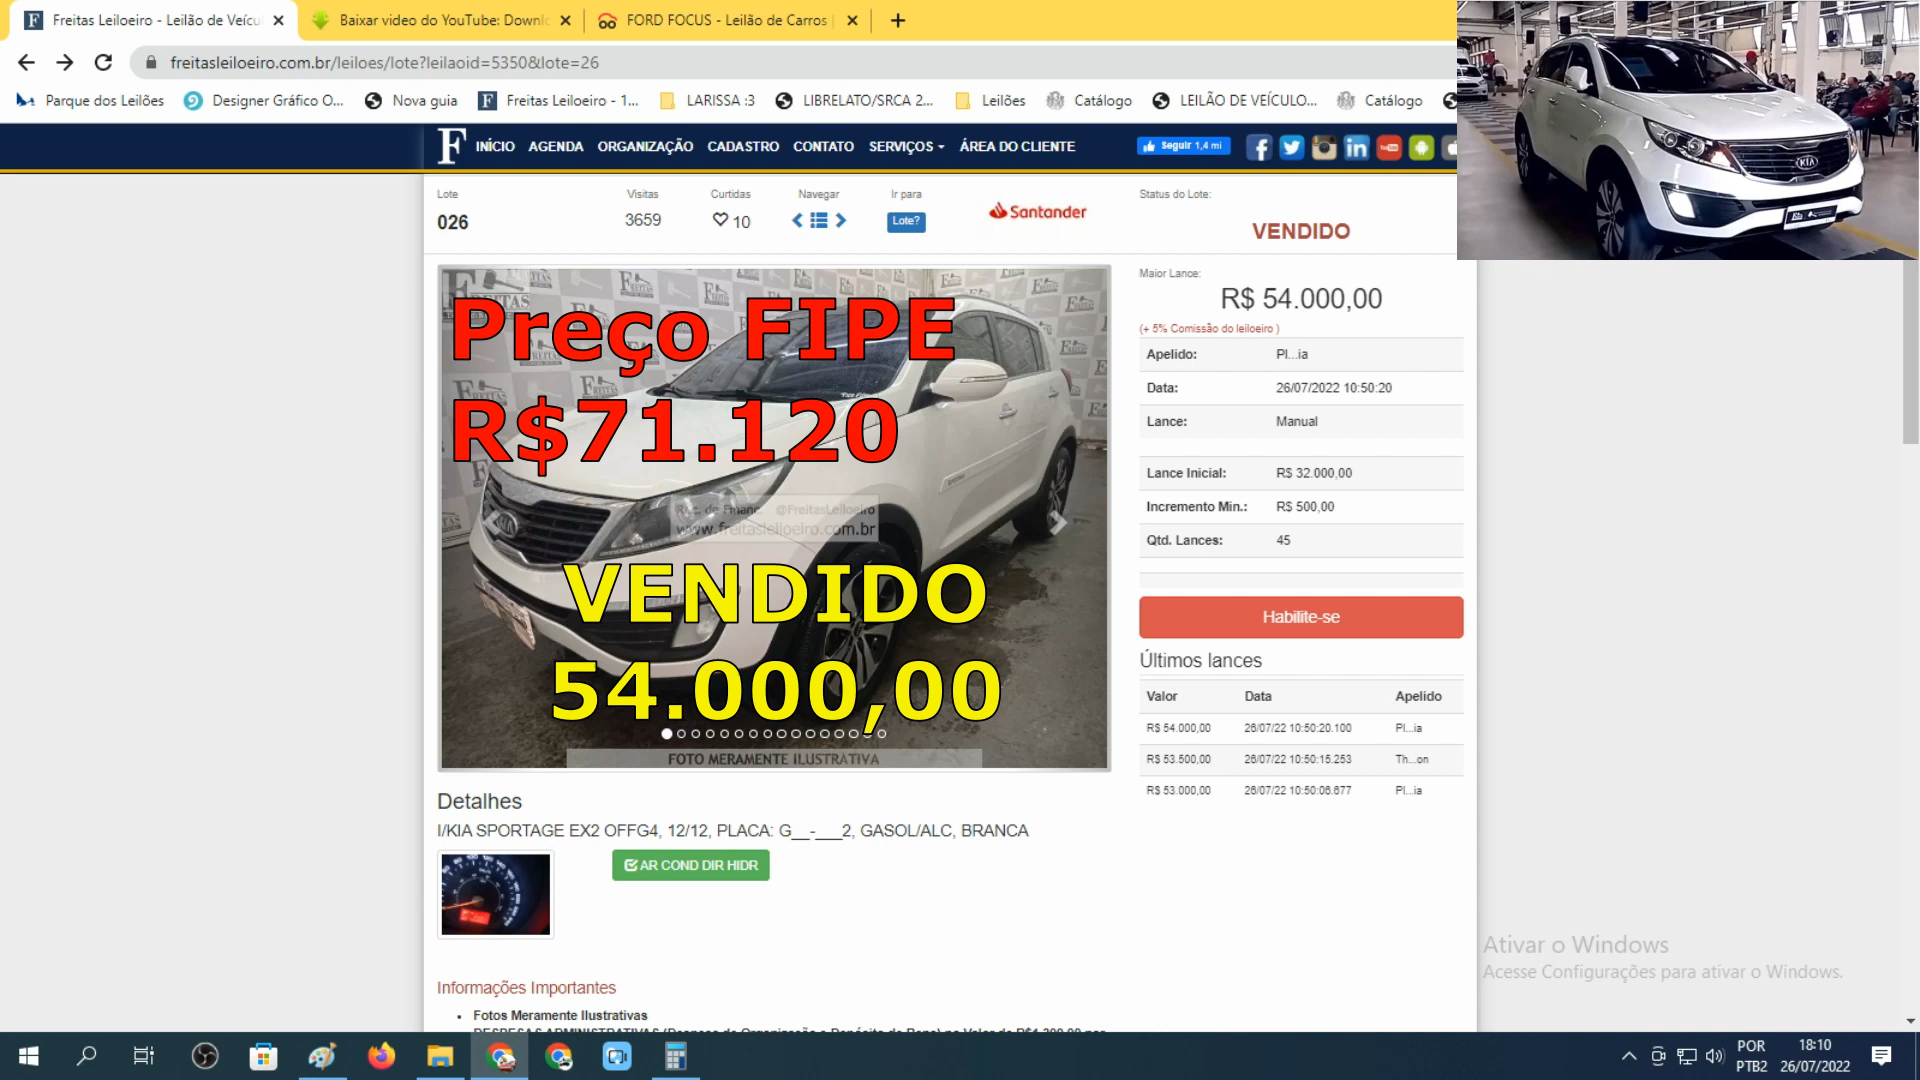 Freitas Leiloeiro - Leilão de Veícu
Baixar video do YouTube: Downl
FORD FOCUS - Leilão de Carros
freitasleiloeiro.com.br/leiloes/lote?leilaoid=5350&lote=26
Parque dos Leilões
Designer Gráfico O...
Nova guia
Freitas Leiloeiro - 1...
LARISSA :3
LIBRELATO/SRCA 2...
Leilões
Catálogo
LEILÃO DE VEÍCULO...
Catálogo
F INÍCIO AGENDA ORGANIZAÇÃO CADASTRO CONTATO SERVIÇOS ÁREA DO CLIENTE
Seguir 1,4 mi
Lote
026
Visitas
3659
Curtidas
10
Navegar
Ir para
Lote?
Santander
Status do Lote:
VENDIDO
Preço FIPE
R$71.120
Rec. de Financ. @FreitasLeiloeiro
www.freitasleiloeiro.com.br
VENDIDO
54.000,00
FOTO MERAMENTE ILUSTRATIVA
Maior Lance:
R$ 54.000,00
(+ 5% Comissão do leiloeiro )
Apelido: Pl...ia
Data: 26/07/2022 10:50:20
Lance: Manual
Lance Inicial: R$ 32.000,00
Incremento Min.: R$ 500,00
Qtd. Lances: 45
Habilite-se
Últimos lances
Valor Data Apelido
R$ 54.000,00 26/07/22 10:50:20.100 Pl...ia
R$ 53.500,00 26/07/22 10:50:15.253 Th...on
R$ 53.000,00 26/07/22 10:50:06.677 Pl...ia
Detalhes
I/KIA SPORTAGE EX2 OFFG4, 12/12, PLACA: G__-___2, GASOL/ALC, BRANCA
AR COND DIR HIDR
Informações Importantes
• Fotos Meramente Ilustrativas
Ativar o Windows
Acesse Configurações para ativar o Windows.
POR
PTB2
18:10
26/07/2022